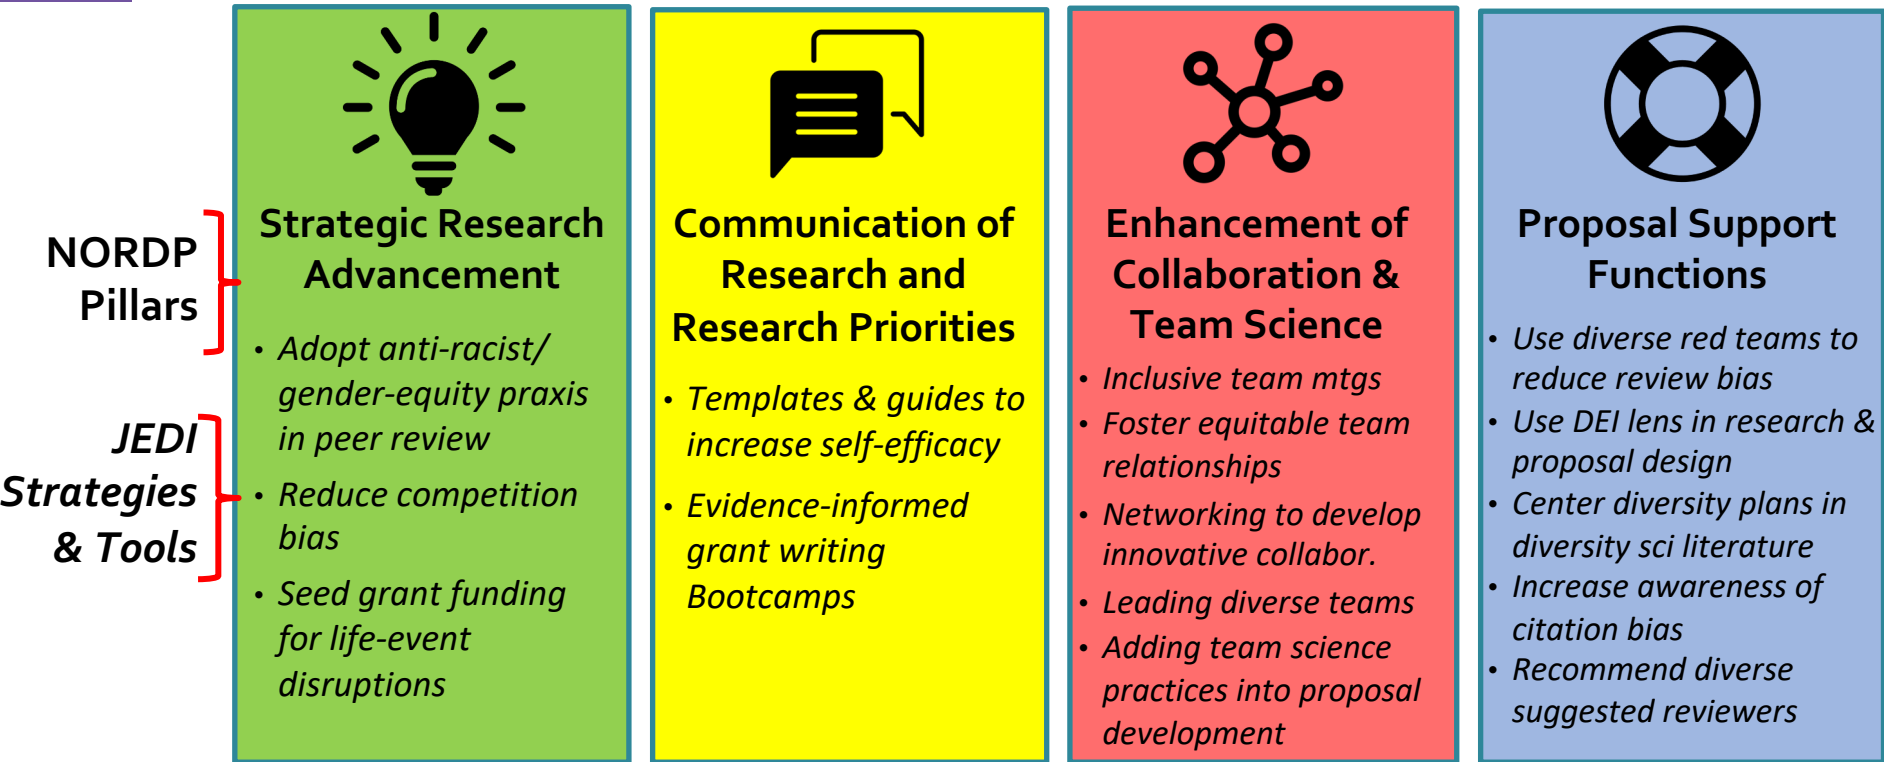 NORDP
Pillars
JEDI
Strategies
& Tools
Strategic Research
Advancement
• Adopt anti-racist/
gender-equity praxis
in peer review
• Reduce competition
bias
• Seed grant funding
for life-event
disruptions
Communication of
Research and
Research Priorities
• Templates & guides to
increase self-efficacy
• Evidence-informed
grant writing
Bootcamps
Enhancement of
Collaboration &
Team Science
• Inclusive team mtgs
• Foster equitable team
relationships
• Networking to develop
innovative collabor.
• Leading diverse teams
• Adding team science
practices into proposal
development
Proposal Support
Functions
• Use diverse red teams to
reduce review bias
• Use DEI lens in research &
proposal design
• Center diversity plans in
diversity sci literature
• Increase awareness of
citation bias
• Recommend diverse
suggested reviewers